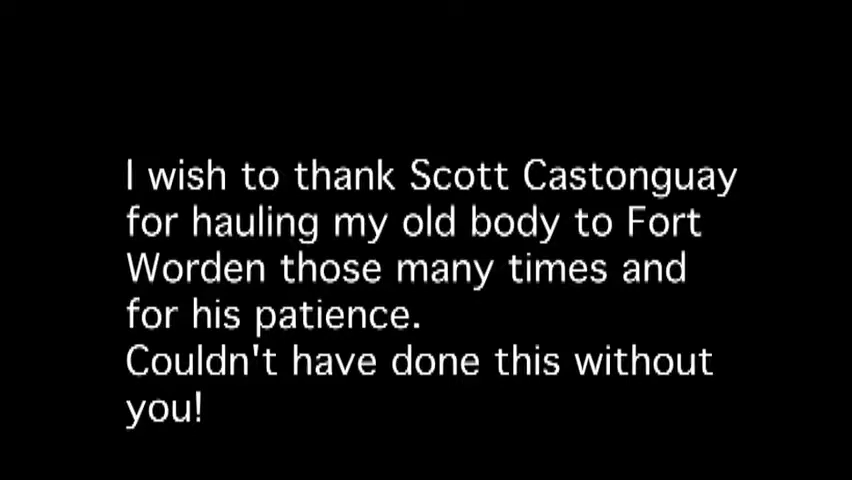 I wish to thank Scott Castonguay
for hauling my old body to Fort
Worden those many times and
for his patience.
Couldn't have done this without
you!